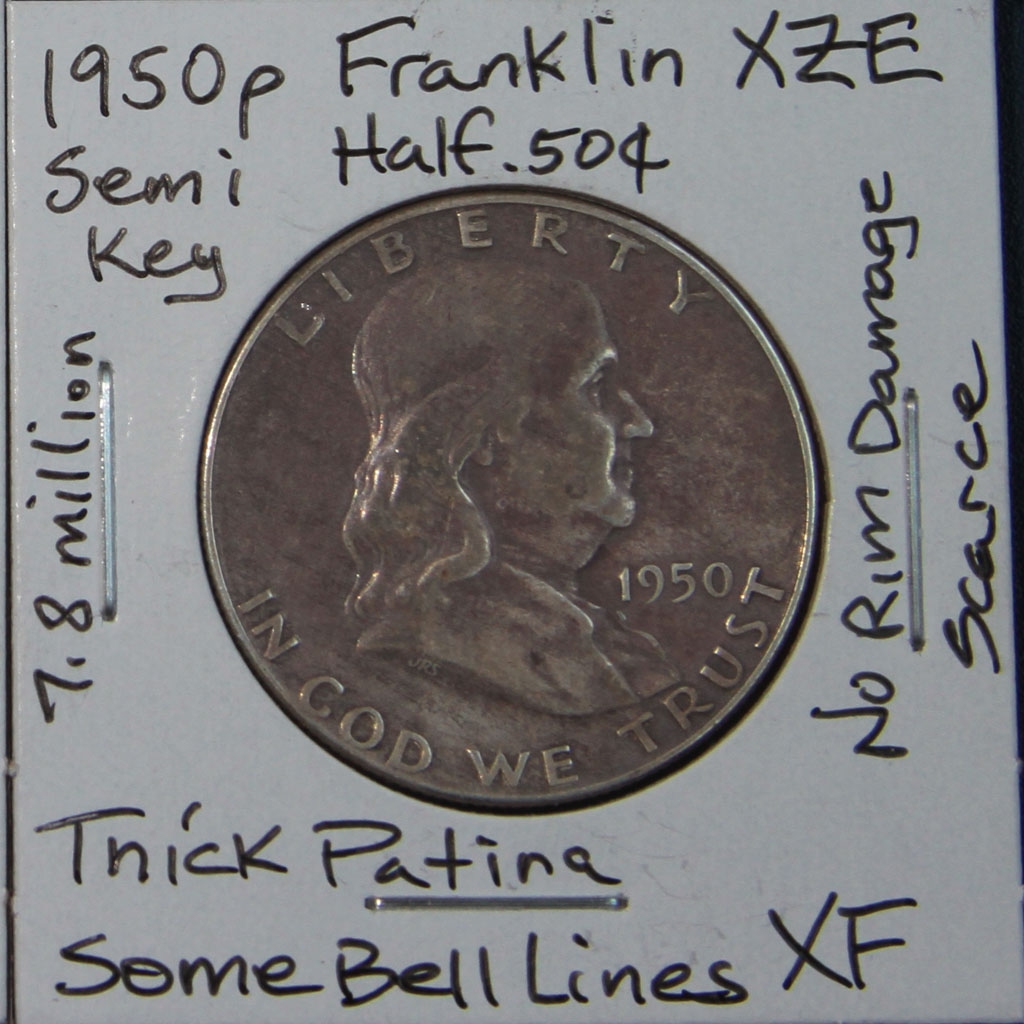 1950p Franklin XZE
Semi Half .50¢
Key
7.8 million
LIBERTY
1950
JRS
IN GOD WE TRUST
No Rim Damage
Scarce
Thick Patina
Some Bell Lines XF